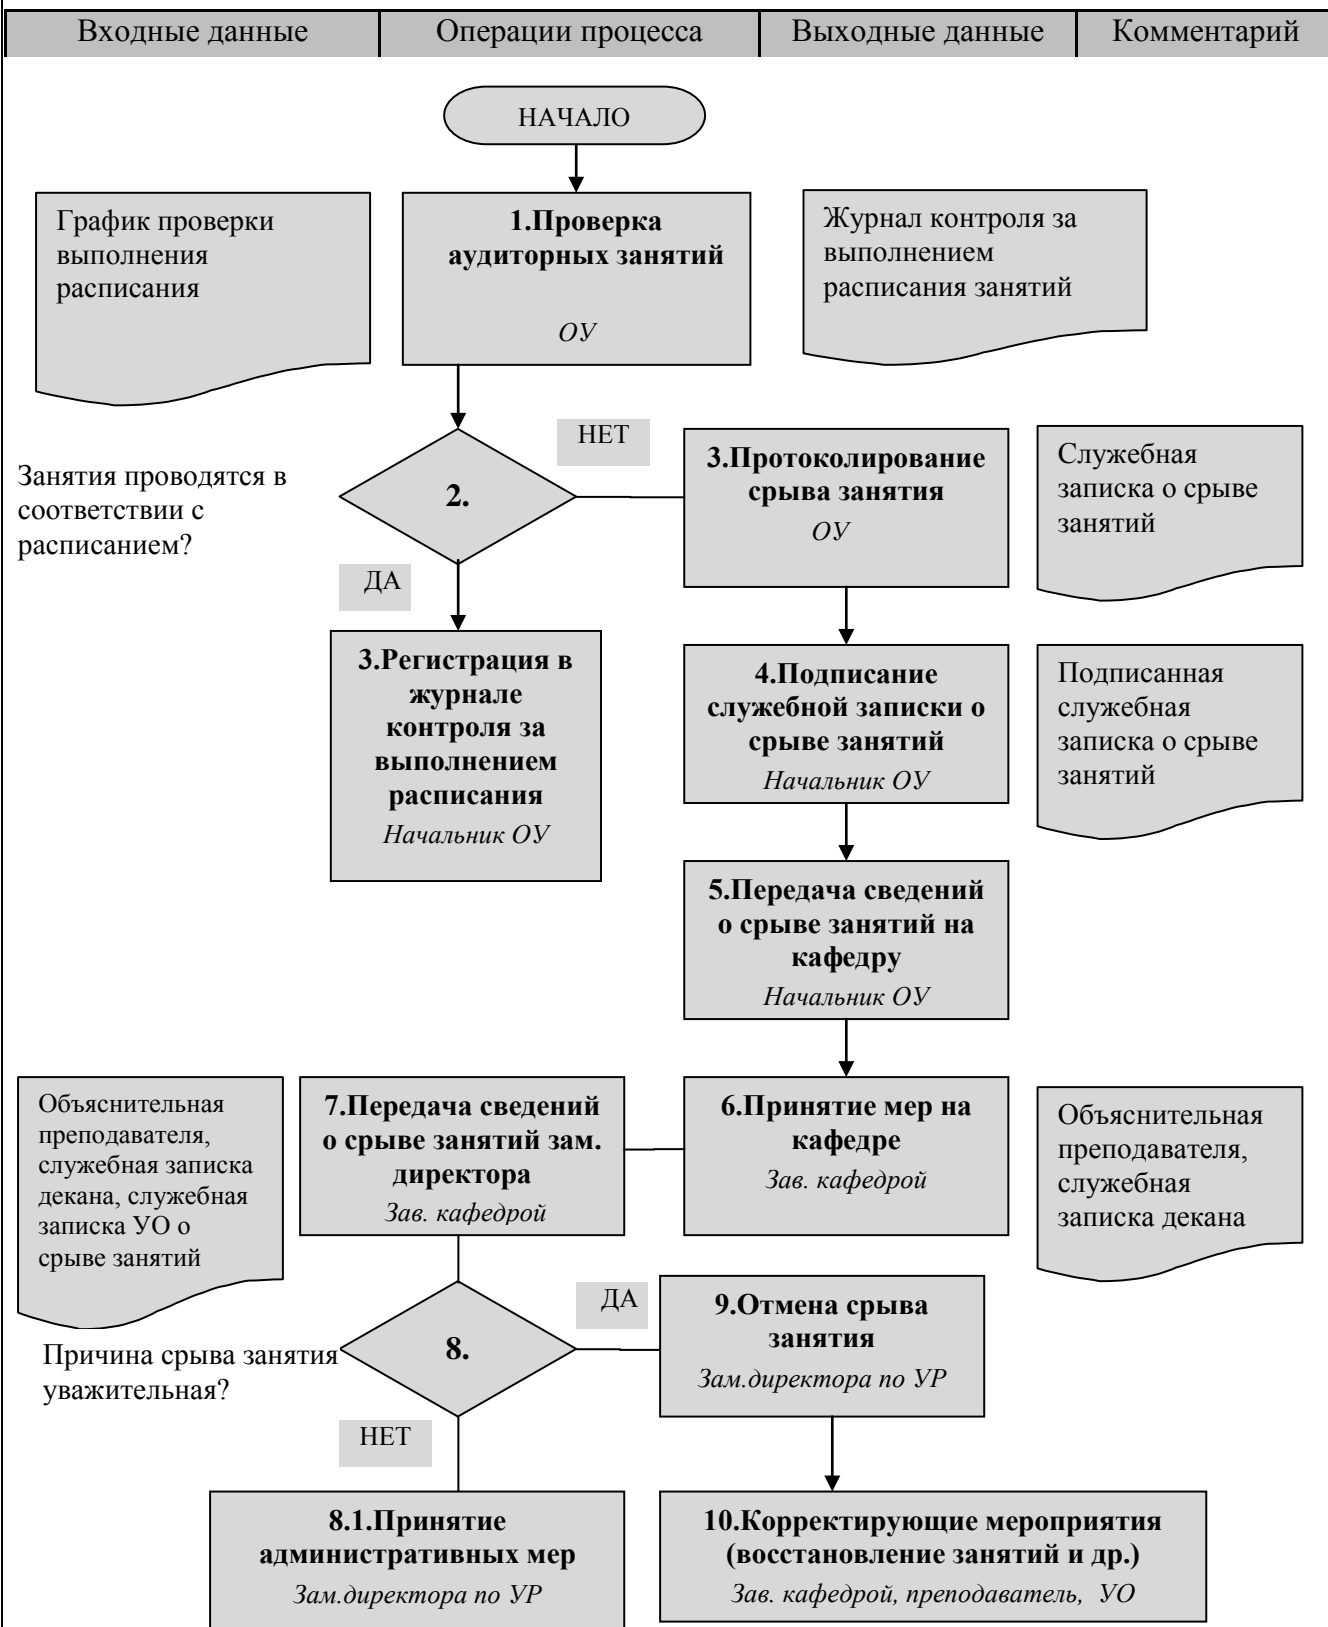 Входные данные
Операции процесса
Выходные данные
Комментарий
НАЧАЛО
График проверки
выполнения
расписания
1.Проверка
аудиторных занятий
ОУ
Журнал контроля за
выполнением
расписания занятий
Занятия проводятся в
соответствии с
расписанием?
2.
НЕТ
3.Протоколирование
срыва занятия
ОУ
Служебная
записка о срыве
занятий
ДА
3.Регистрация в
журнале
контроля за
выполнением
расписания
Начальник ОУ
4.Подписание
служебной записки о
срыве занятий
Начальник ОУ
Подписанная
служебная
записка о срыве
занятий
5.Передача сведений
о срыве занятий на
кафедру
Начальник ОУ
Объяснительная
преподавателя,
служебная записка
декана, служебная
записка УО о
срыве занятий
7.Передача сведений
о срыве занятий зам.
директора
Зав. кафедрой
6.Принятие мер на
кафедре
Зав. кафедрой
Объяснительная
преподавателя,
служебная
записка декана
Причина срыва занятия
уважительная?
8.
ДА
9.Отмена срыва
занятия
Зам.директора по УР
НЕТ
8.1.Принятие
административных мер
Зам.директора по УР
10.Корректирующие мероприятия
(восстановление занятий и др.)
Зав. кафедрой, преподаватель, УО